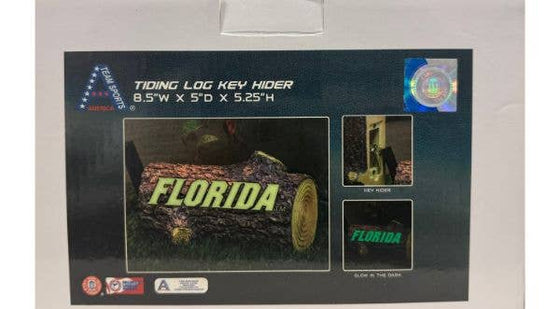 TEAM SPORTS
AMERICA
®
TIDING LOG KEY HIDER
8.5"W X 5"D X 5.25"H
FLORIDA
KEY HIDER
FLORIDA
GLOW IN THE DARK